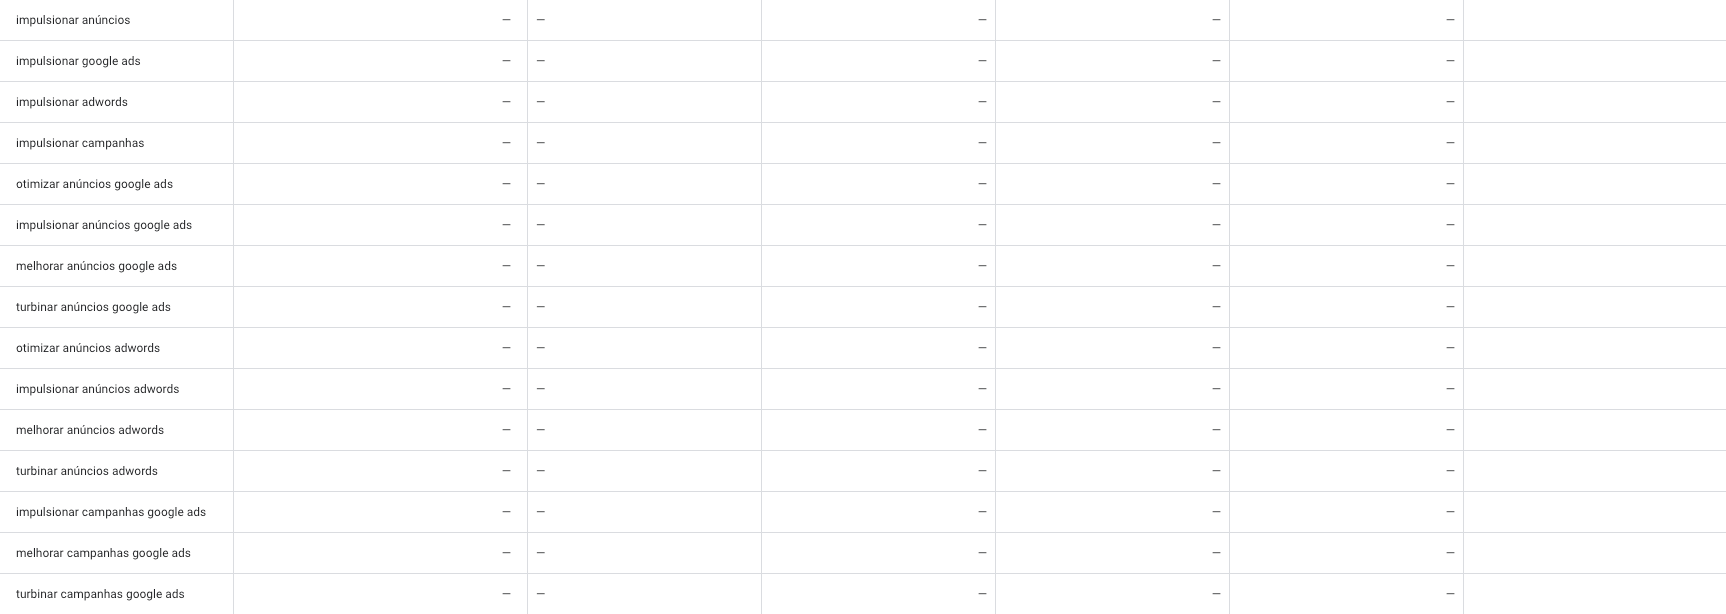 impulsionar anúncios – – – – –
impulsionar google ads – – – – –
impulsionar adwords – – – – –
impulsionar campanhas – – – – –
otimizar anúncios google ads – – – – –
impulsionar anúncios google ads – – – – –
melhorar anúncios google ads – – – – –
turbinar anúncios google ads – – – – –
otimizar anúncios adwords – – – – –
impulsionar anúncios adwords – – – – –
melhorar anúncios adwords – – – – –
turbinar anúncios adwords – – – – –
impulsionar campanhas google ads – – – – –
melhorar campanhas google ads – – – – –
turbinar campanhas google ads – – – – –